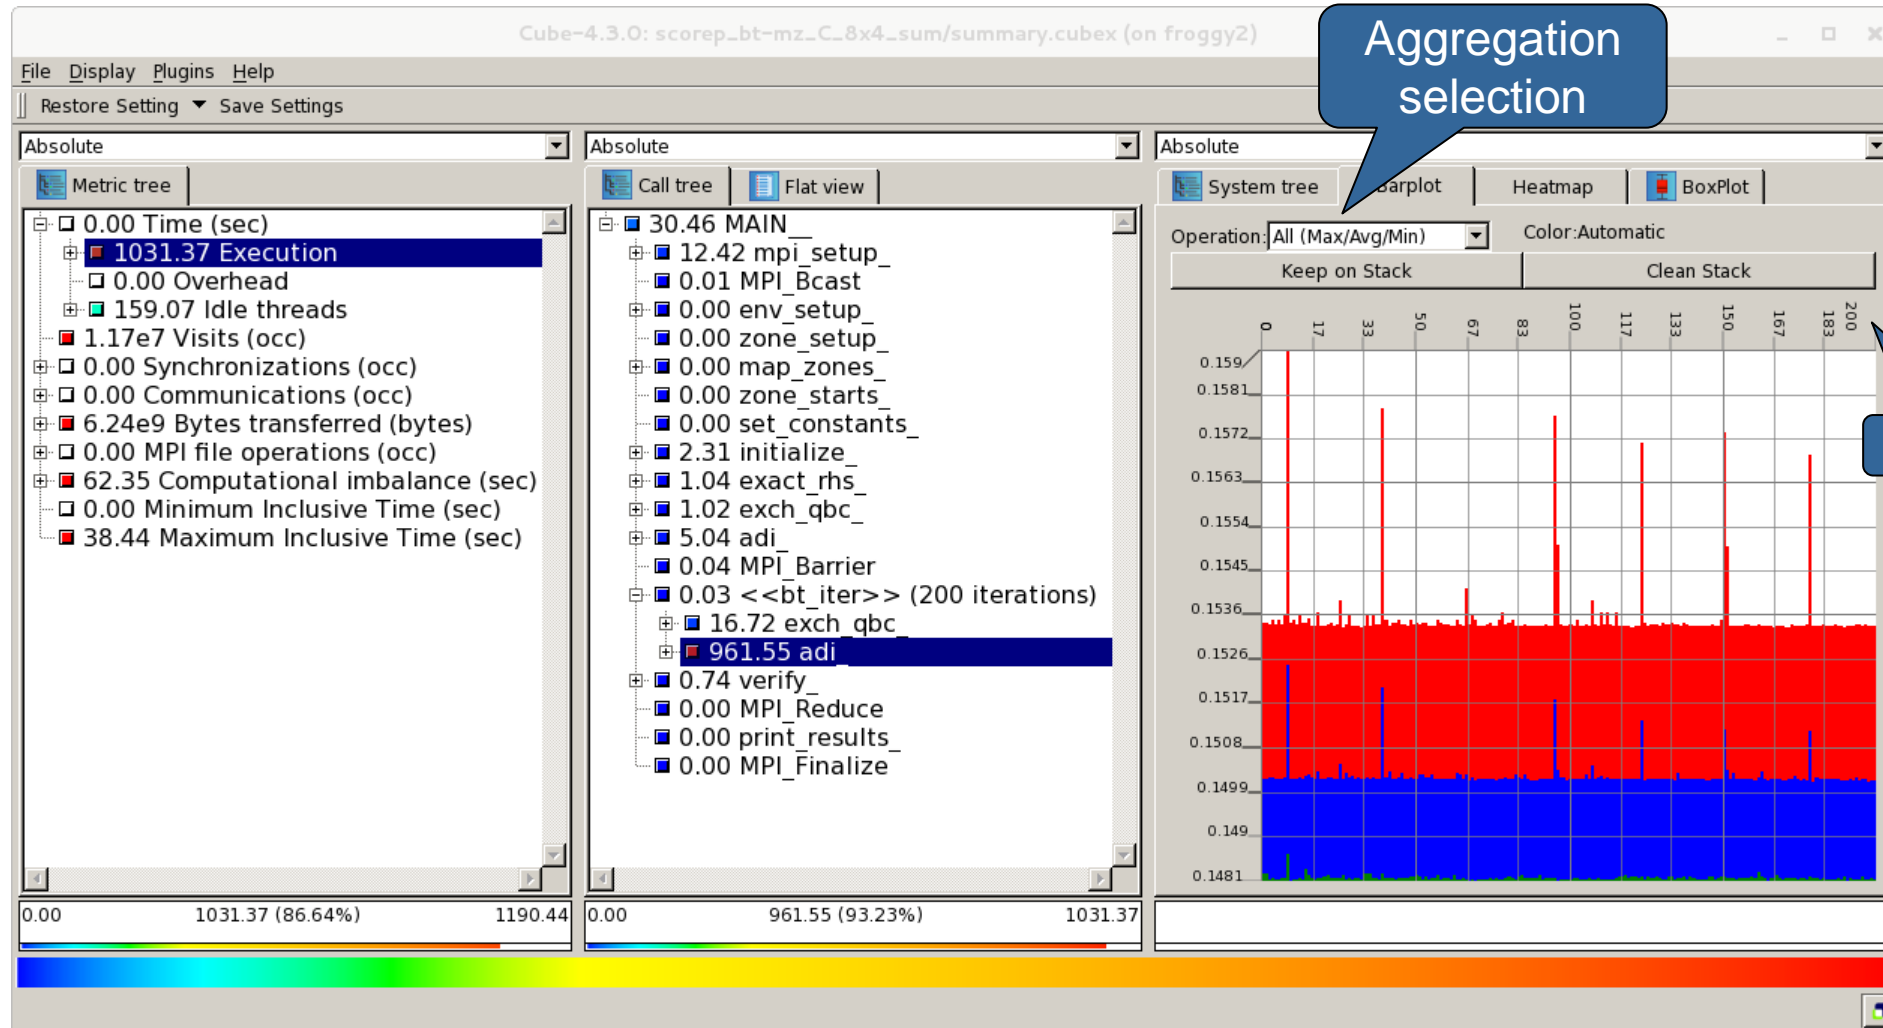 Cube-4.3.0: scorep_bt-mz_C_8x4_sum/summary.cubex (on froggy2)
Aggregation
selection
File Display Plugins Help
Restore Setting Save Settings
Absolute
Metric tree
0.00 Time (sec)
1031.37 Execution
0.00 Overhead
159.07 Idle threads
1.17e7 Visits (occ)
0.00 Synchronizations (occ)
0.00 Communications (occ)
6.24e9 Bytes transferred (bytes)
0.00 MPI file operations (occ)
62.35 Computational imbalance (sec)
0.00 Minimum Inclusive Time (sec)
38.44 Maximum Inclusive Time (sec)
0.00 1031.37 (86.64%) 1190.44
Absolute
Call tree Flat view
30.46 MAIN__
12.42 mpi_setup_
0.01 MPI_Bcast
0.00 env_setup_
0.00 zone_setup_
0.00 map_zones_
0.00 zone_starts_
0.00 set_constants_
2.31 initialize_
1.04 exact_rhs_
1.02 exch_qbc_
5.04 adi_
0.04 MPI_Barrier
0.03 <<bt_iter>> (200 iterations)
16.72 exch_qbc_
961.55 adi_
0.74 verify_
0.00 MPI_Reduce
0.00 print_results_
0.00 MPI_Finalize
0.00 961.55 (93.23%) 1031.37
Absolute
System tree Barplot Heatmap BoxPlot
Operation: All (Max/Avg/Min) Color:Automatic
Keep on Stack Clean Stack
0 17 33 50 67 83 100 117 133 150 167 183 200
0.159
0.1581
0.1572
0.1563
0.1554
0.1545
0.1536
0.1526
0.1517
0.1508
0.1499
0.149
0.1481